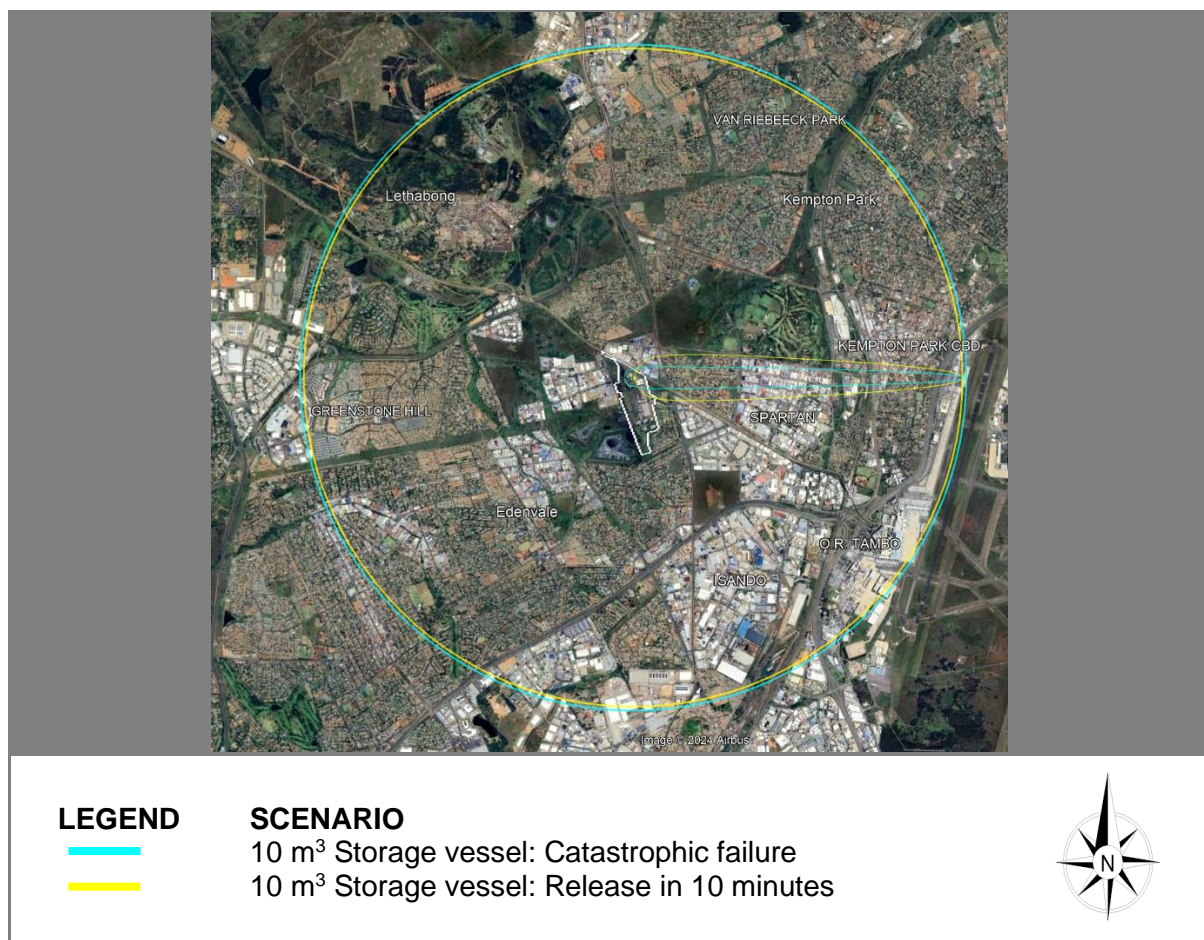 VAN RIEBEECK PARK
Lethabong
Kempton Park
KEMPTON PARK CBD
GREENSTONE HILL
SPARTAN
Edenvale
O.R. TAMBO
ISANDO
Image © 2024 Airbus
LEGEND SCENARIO
10 m³ Storage vessel: Catastrophic failure
10 m³ Storage vessel: Release in 10 minutes
N